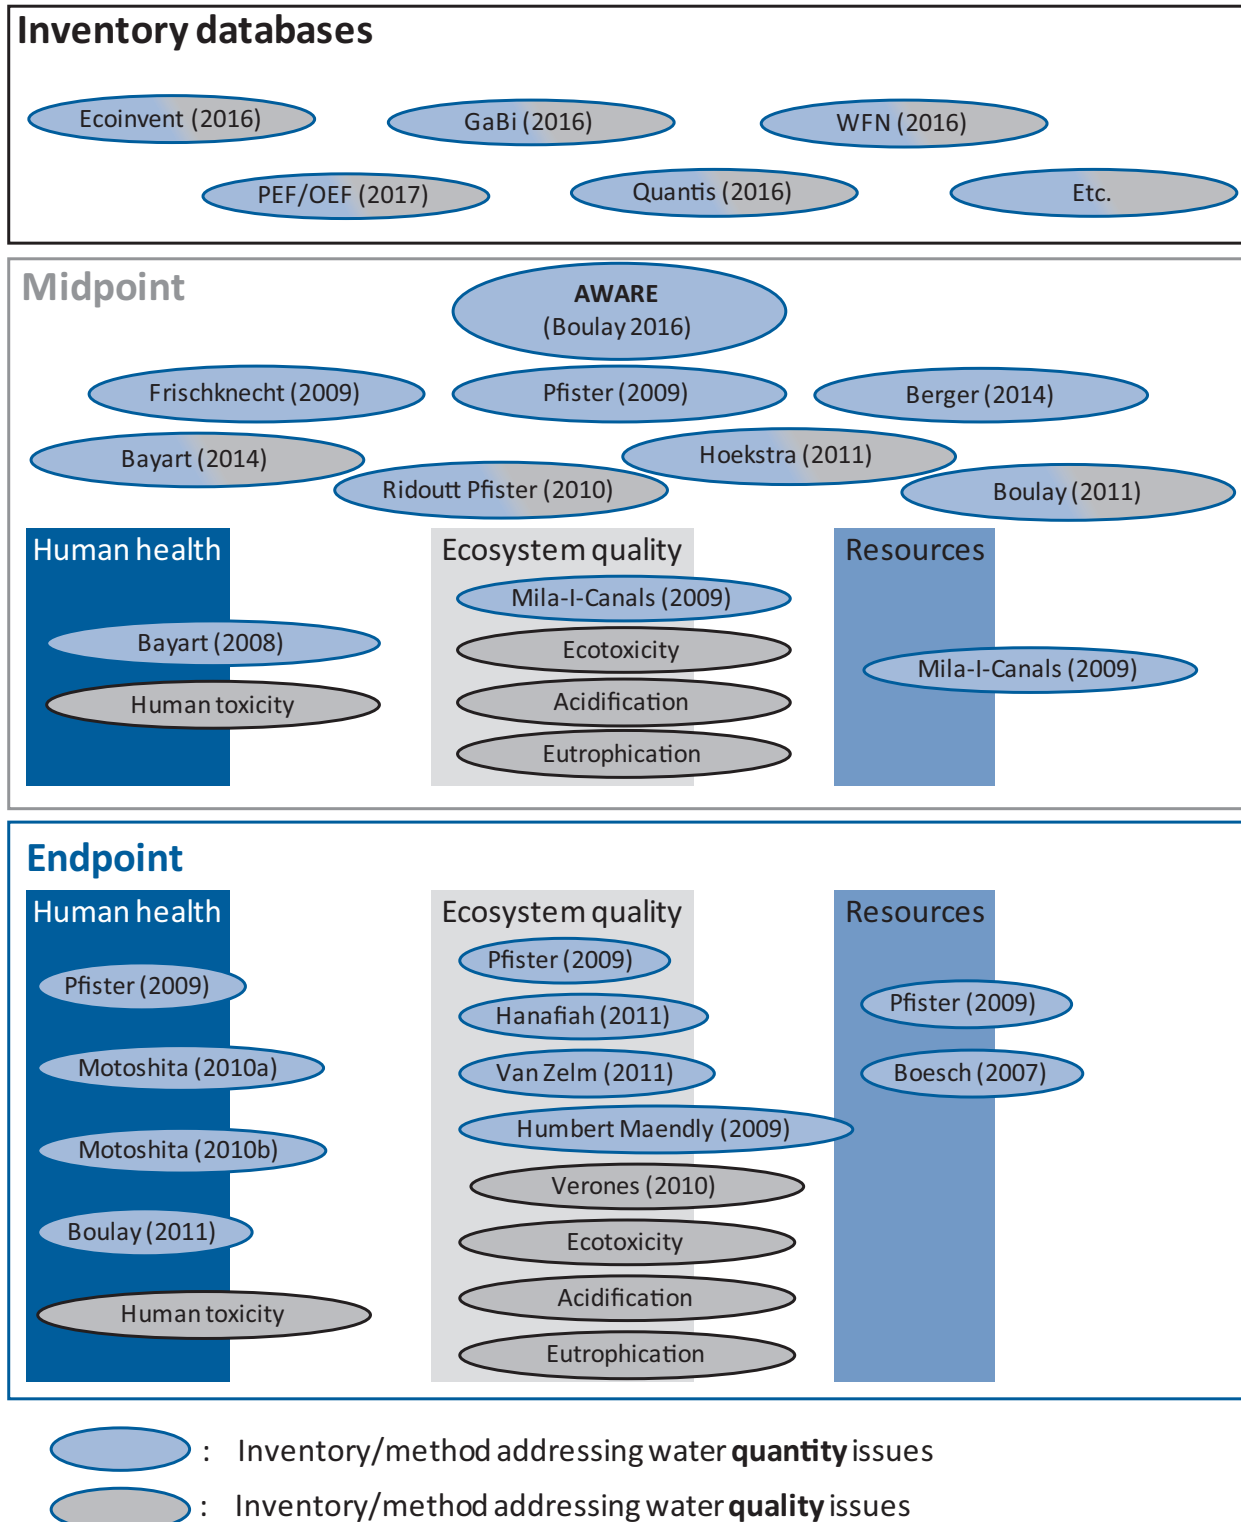 Inventory databases
Ecoinvent (2016)
GaBi (2016)
WFN (2016)
PEF/OEF (2017)
Quantis (2016)
Etc.
Midpoint
AWARE
(Boulay 2016)
Frischknecht (2009)
Pfister (2009)
Berger (2014)
Bayart (2014)
Ridoutt Pfister (2010)
Hoekstra (2011)
Boulay (2011)
Human health
Bayart (2008)
Human toxicity
Ecosystem quality
Mila-I-Canals (2009)
Ecotoxicity
Acidification
Eutrophication
Resources
Mila-I-Canals (2009)
Endpoint
Human health
Pfister (2009)
Motoshita (2010a)
Motoshita (2010b)
Boulay (2011)
Human toxicity
Ecosystem quality
Pfister (2009)
Hanafiah (2011)
Van Zelm (2011)
Humbert Maendly (2009)
Verones (2010)
Ecotoxicity
Acidification
Eutrophication
Resources
Pfister (2009)
Boesch (2007)
: Inventory/method addressing water quantity issues
: Inventory/method addressing water quality issues